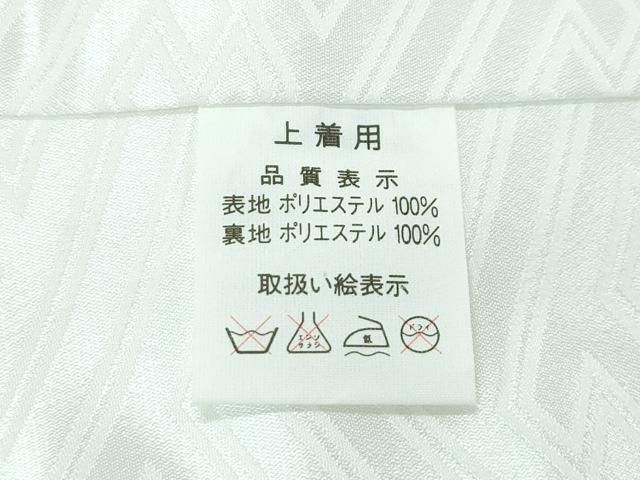 上着用
品質表示
表地 ポリエステル 100%
裏地 ポリエステル 100%
取扱い絵表示
エンソ サラシ 低 ドライ